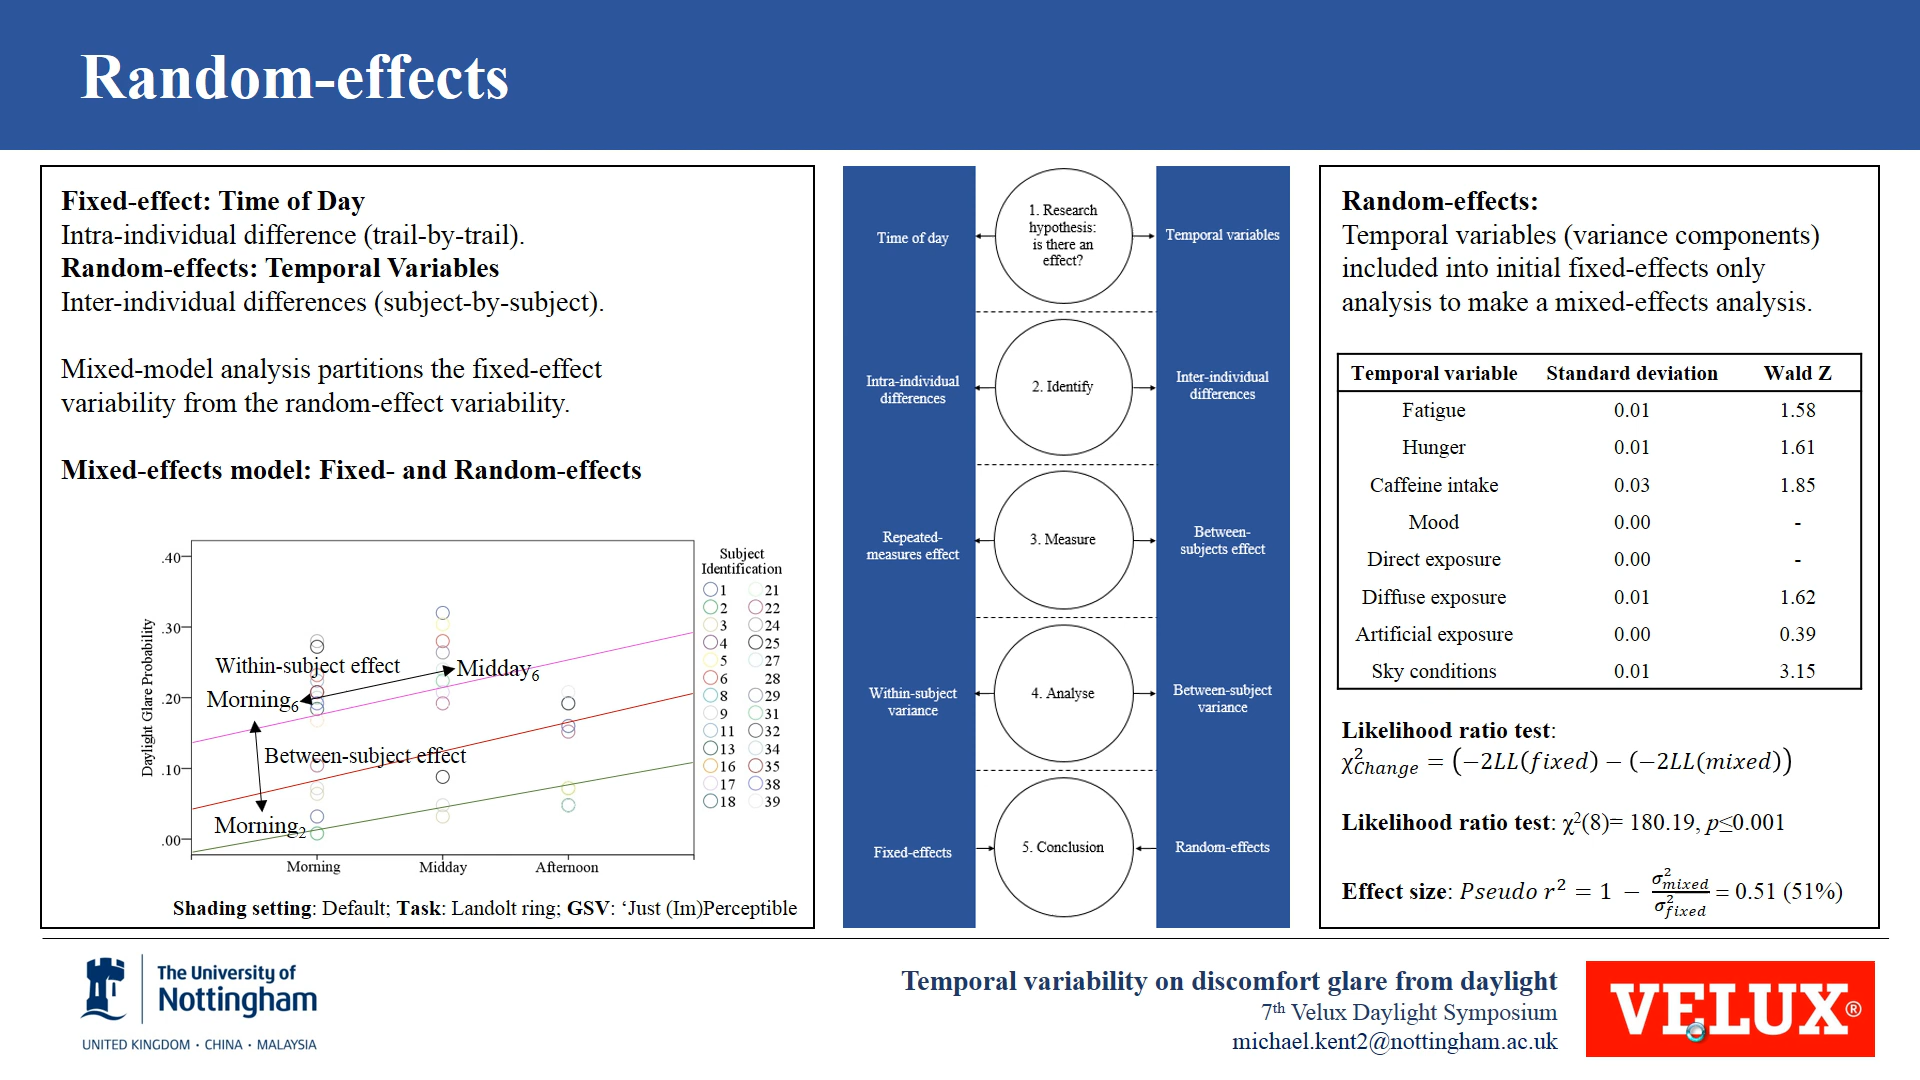 Random-effects
Fixed-effect: Time of Day
Intra-individual difference (trail-by-trail).
Random-effects: Temporal Variables
Inter-individual differences (subject-by-subject).
Mixed-model analysis partitions the fixed-effect
variability from the random-effect variability.
Mixed-effects model: Fixed- and Random-effects
Daylight Glare Probability
.40
.30
.20
.10
.00
Within-subject effect
Midday6
Morning6
Between-subject effect
Morning2
Morning Midday Afternoon
Subject
Identification
1 21
2 22
3 24
4 25
5 27
6 28
8 29
9 31
11 32
13 34
16 35
17 38
18 39
Shading setting: Default; Task: Landolt ring; GSV: ‘Just (Im)Perceptible
Time of day
1. Research
hypothesis:
is there an
effect?
Temporal variables
Intra-individual
differences
2. Identify
Inter-individual
differences
Repeated-
measures effect
3. Measure
Between-
subjects effect
Within-subject
variance
4. Analyse
Between-subject
variance
Fixed-effects
5. Conclusion
Random-effects
Random-effects:
Temporal variables (variance components)
included into initial fixed-effects only
analysis to make a mixed-effects analysis.
Temporal variable Standard deviation Wald Z
Fatigue 0.01 1.58
Hunger 0.01 1.61
Caffeine intake 0.03 1.85
Mood 0.00 -
Direct exposure 0.00 -
Diffuse exposure 0.01 1.62
Artificial exposure 0.00 0.39
Sky conditions 0.01 3.15
Likelihood ratio test:
χ²Change = (−2LL(fixed) − (−2LL(mixed))
Likelihood ratio test: χ²(8)= 180.19, p≤0.001
Effect size: Pseudo r² = 1 − σ²mixed / σ²fixed = 0.51 (51%)
The University of
Nottingham
UNITED KINGDOM · CHINA · MALAYSIA
Temporal variability on discomfort glare from daylight
7th Velux Daylight Symposium
michael.kent2@nottingham.ac.uk
VELUX®